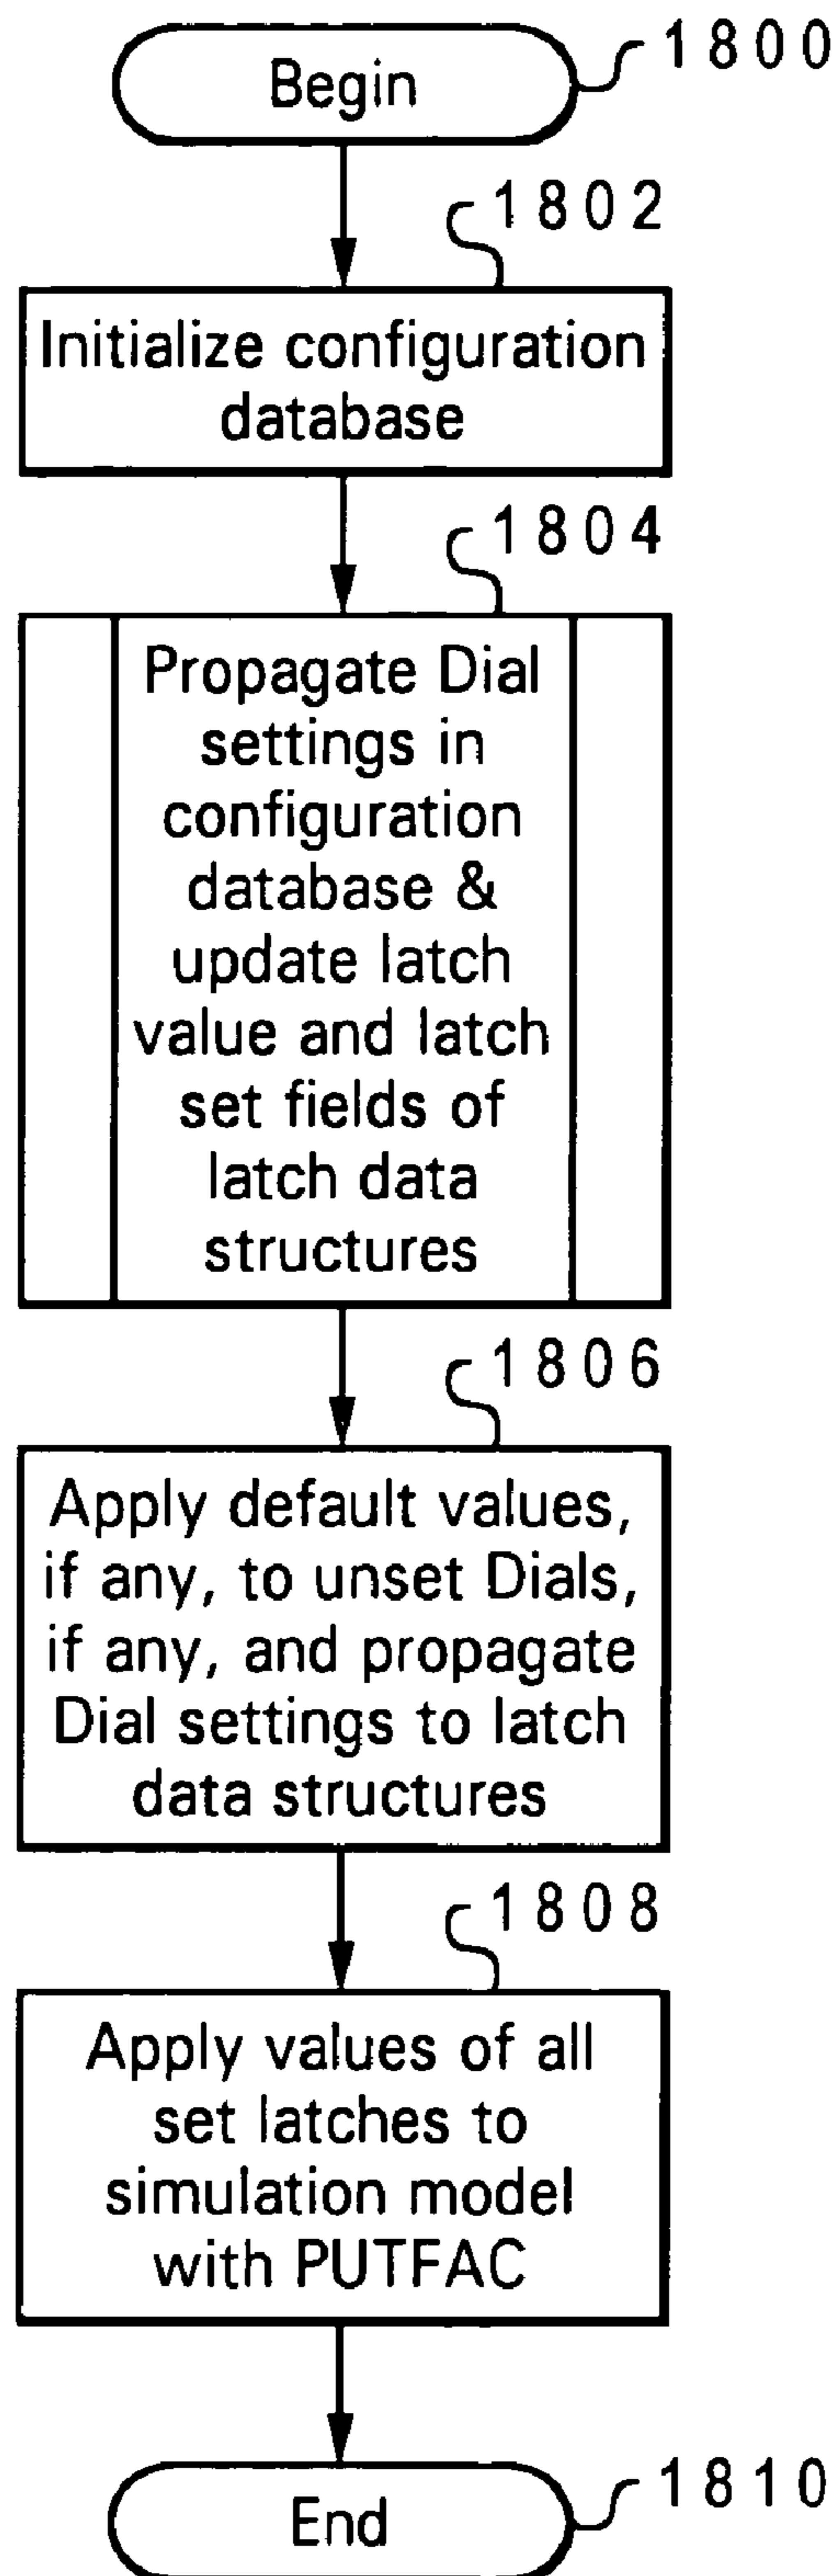 Begin
1800
1802
Initialize configuration
database
1804
Propagate Dial
settings in
configuration
database &
update latch
value and latch
set fields of
latch data
structures
1806
Apply default values,
if any, to unset Dials,
if any, and propagate
Dial settings to latch
data structures
1808
Apply values of all
set latches to
simulation model
with PUTFAC
End
1810